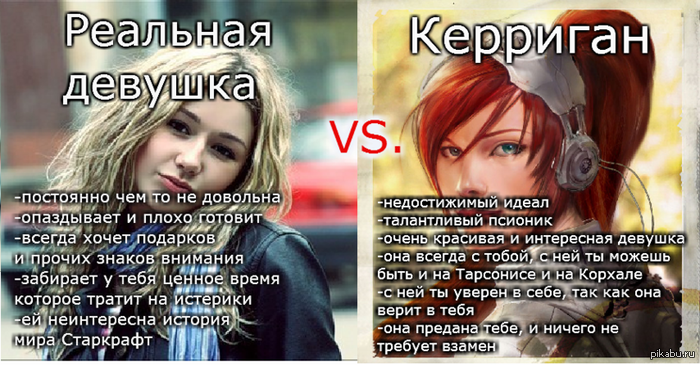 Реальная
девушка
-постоянно чем то не довольна
-опаздывает и плохо готовит
-всегда хочет подарков
и прочих знаков внимания
-забирает у тебя ценное время
которое тратит на истерики
-ей неинтересна история
мира Старкрафт
VS.
Керриган
-недостижимый идеал
-талантливый псионик
-очень красивая и интересная девушка
-она всегда с тобой, с ней ты можешь
быть и на Тарсонисе и на Корхале
-с ней ты уверен в себе, так как она
верит в тебя
-она предана тебе, и ничего не
требует взамен
pikabu.ru